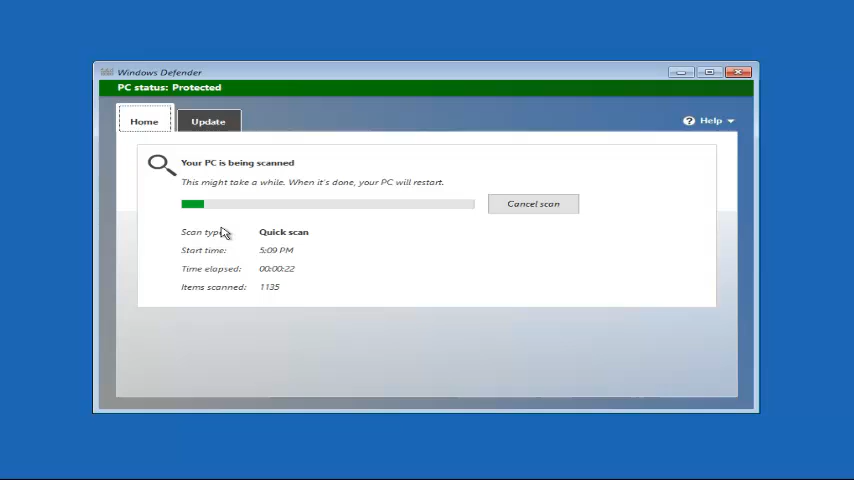 Windows Defender
PC status: Protected
Home
Update
? Help
Your PC is being scanned
This might take a while. When it's done, your PC will restart.
Cancel scan
Scan type: Quick scan
Start time: 5:09 PM
Time elapsed: 00:00:22
Items scanned: 1135